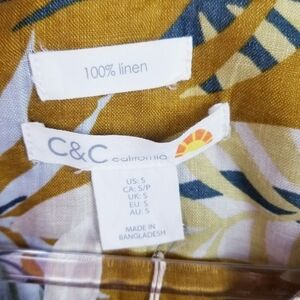 100% linen
C&C california
US: S
CA: S/P
UK: S
EU: S
AU: S
MADE IN
BANGLADESH